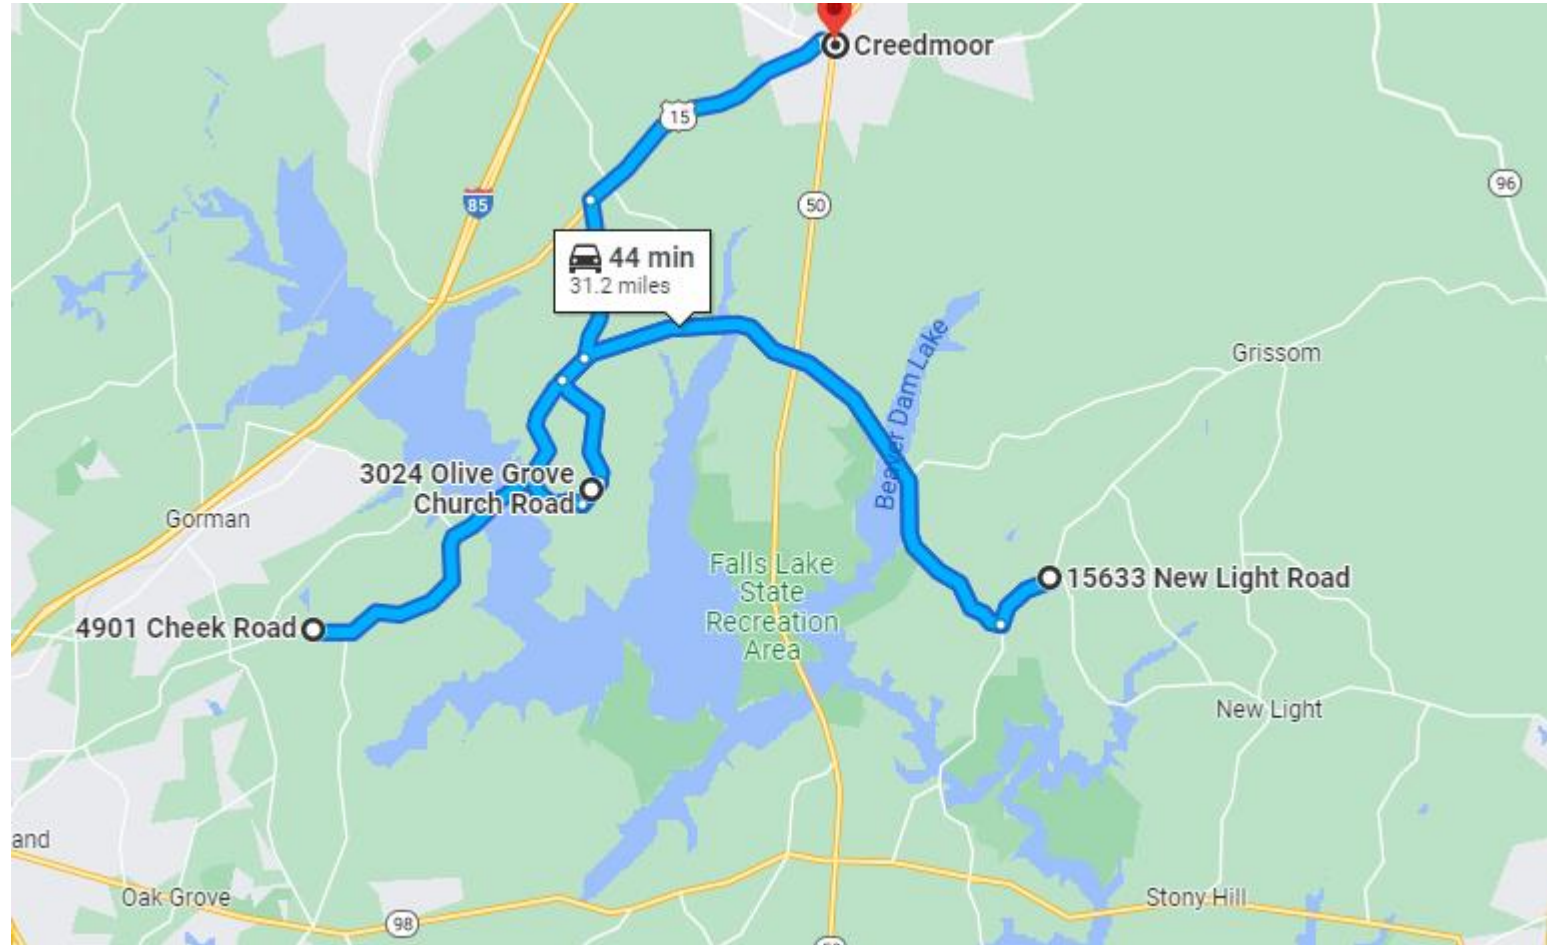 Creedmoor
15
96
85
50
44 min
31.2 miles
Beaver Dam Lake
Grissom
3024 Olive Grove
Church Road
Gorman
Falls Lake
State
Recreation
Area
15633 New Light Road
4901 Cheek Road
New Light
and
Oak Grove
Stony Hill
98